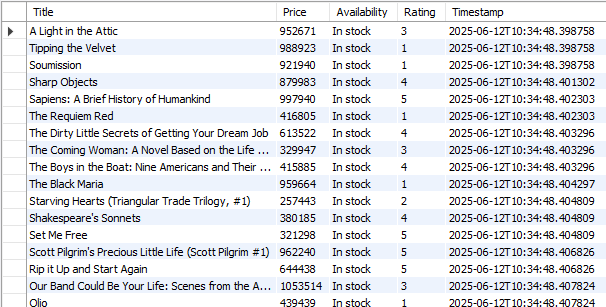 Title Price Availability Rating Timestamp
A Light in the Attic 952671 In stock 3 2025-06-12T10:34:48.398758
Tipping the Velvet 988923 In stock 1 2025-06-12T10:34:48.398758
Soumission 921940 In stock 1 2025-06-12T10:34:48.398758
Sharp Objects 879983 In stock 4 2025-06-12T10:34:48.401302
Sapiens: A Brief History of Humankind 997940 In stock 5 2025-06-12T10:34:48.402303
The Requiem Red 416805 In stock 1 2025-06-12T10:34:48.402303
The Dirty Little Secrets of Getting Your Dream Job 613522 In stock 4 2025-06-12T10:34:48.403296
The Coming Woman: A Novel Based on the Life ... 329947 In stock 3 2025-06-12T10:34:48.403296
The Boys in the Boat: Nine Americans and Their ... 415885 In stock 4 2025-06-12T10:34:48.403296
The Black Maria 959664 In stock 1 2025-06-12T10:34:48.404297
Starving Hearts (Triangular Trade Trilogy, #1) 257443 In stock 2 2025-06-12T10:34:48.404809
Shakespeare's Sonnets 380185 In stock 4 2025-06-12T10:34:48.404809
Set Me Free 321298 In stock 5 2025-06-12T10:34:48.404809
Scott Pilgrim's Precious Little Life (Scott Pilgrim #1) 962240 In stock 5 2025-06-12T10:34:48.406826
Rip it Up and Start Again 644438 In stock 5 2025-06-12T10:34:48.406826
Our Band Could Be Your Life: Scenes from the A... 1053514 In stock 3 2025-06-12T10:34:48.407824
Olio 439439 In stock 1 2025-06-12T10:34:48.407824